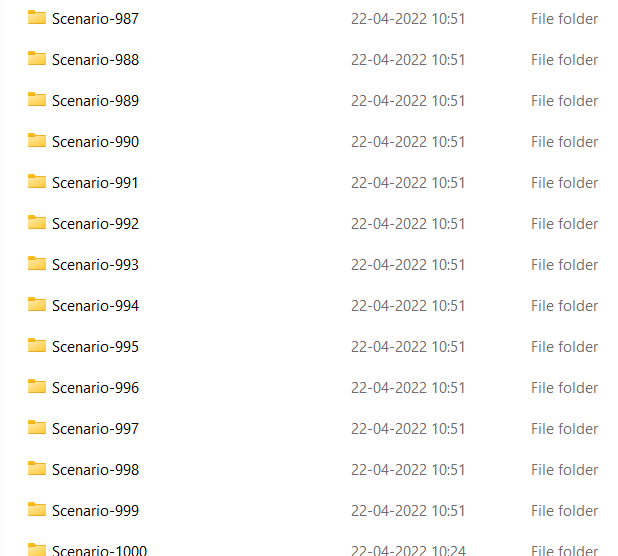 Scenario-987 22-04-2022 10:51 File folder
Scenario-988 22-04-2022 10:51 File folder
Scenario-989 22-04-2022 10:51 File folder
Scenario-990 22-04-2022 10:51 File folder
Scenario-991 22-04-2022 10:51 File folder
Scenario-992 22-04-2022 10:51 File folder
Scenario-993 22-04-2022 10:51 File folder
Scenario-994 22-04-2022 10:51 File folder
Scenario-995 22-04-2022 10:51 File folder
Scenario-996 22-04-2022 10:51 File folder
Scenario-997 22-04-2022 10:51 File folder
Scenario-998 22-04-2022 10:51 File folder
Scenario-999 22-04-2022 10:51 File folder
Scenario-1000 22-04-2022 10:24 File folder